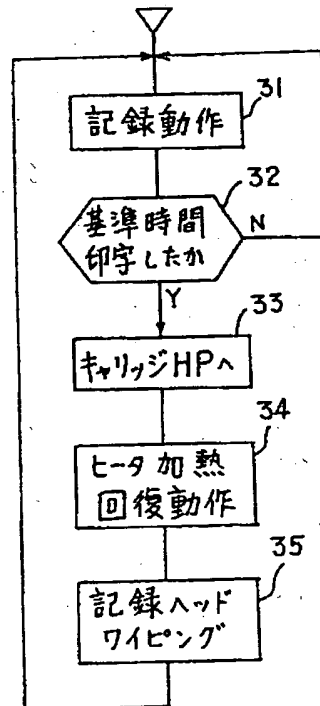 31
記録動作
32
基準時間
印字したか
N
Y
33
キャリッジHPへ
34
ヒータ加熱
回復動作
35
記録ヘッド
ワイピング